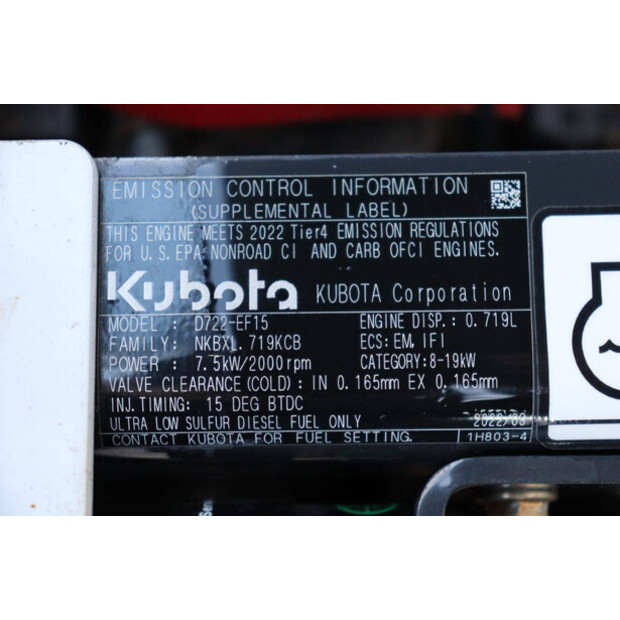 EMISSION CONTROL INFORMATION
(SUPPLEMENTAL LABEL)
THIS ENGINE MEETS 2022 Tier4 EMISSION REGULATIONS
FOR U.S. EPA NONROAD CI AND CARB OFCI ENGINES.
Kubota KUBOTA Corporation
MODEL : D722-EF15 ENGINE DISP.: 0.719L
FAMILY: NKBXL.719KCB ECS: EM, IFI
POWER : 7.5kW/2000rpm CATEGORY: 8-19kW
VALVE CLEARANCE (COLD) : IN 0.165mm EX 0.165mm
INJ. TIMING: 15 DEG BTDC
ULTRA LOW SULFUR DIESEL FUEL ONLY 2022/09
CONTACT KUBOTA FOR FUEL SETTING. 1H803-4